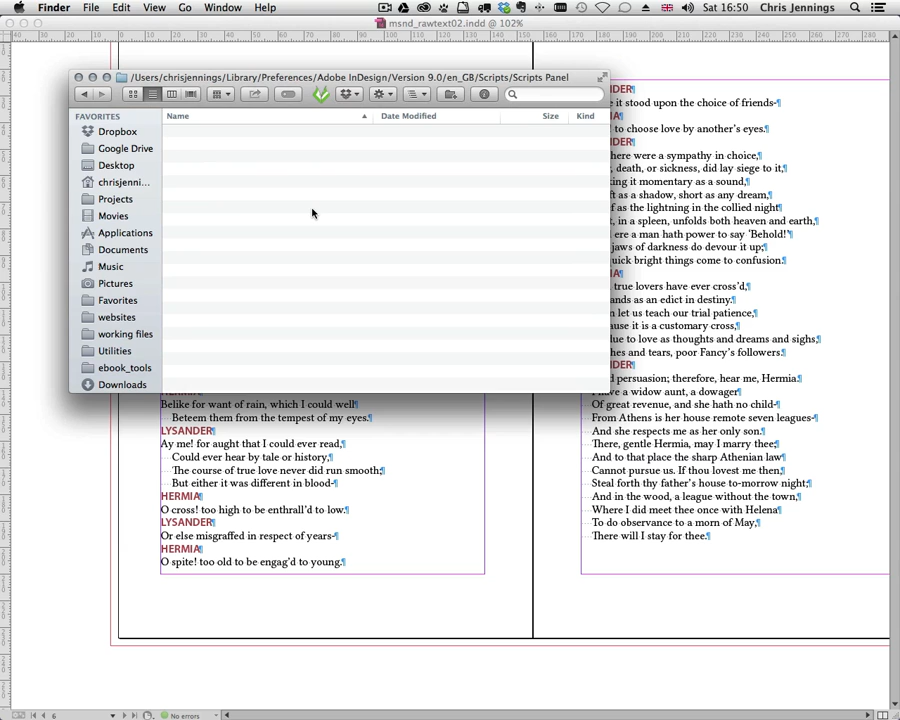 Finder File Edit View Go Window Help Sat 16:50 Chris Jennings
msnd_rawtext02.indd @ 102%
/Users/chrisjennings/Library/Preferences/Adobe InDesign/Version 9.0/en_GB/Scripts/Scripts Panel
FAVORITES
Name Date Modified Size Kind
Dropbox
Google Drive
Desktop
chrisjenni...
Projects
Movies
Applications
Documents
Music
Pictures
Favorites
websites
working files
Utilities
ebook_tools
Downloads
HERMIA¶
Belike for want of rain, which I could well¶
Beteem them from the tempest of my eyes.¶
LYSANDER¶
Ay me! for aught that I could ever read,¶
Could ever hear by tale or history,¶
The course of true love never did run smooth;¶
But either it was different in blood-¶
HERMIA¶
O cross! too high to be enthrall'd to low.¶
LYSANDER¶
Or else misgraffed in respect of years-¶
HERMIA¶
O spite! too old to be engag'd to young.¶
NDER¶
e it stood upon the choice of friends-¶
IA¶
! to choose love by another's eyes.¶
NDER¶
here were a sympathy in choice,¶
, death, or sickness, did lay siege to it,¶
king it momentary as a sound,¶
ft as a shadow, short as any dream,¶
f as the lightning in the collied night¶
t, in a spleen, unfolds both heaven and earth,¶
ere a man hath power to say 'Behold!'¶
jaws of darkness do devour it up;¶
uick bright things come to confusion.¶
IA¶
true lovers have ever cross'd,¶
ands as an edict in destiny.¶
n let us teach our trial patience,¶
ause it is a customary cross,¶
due to love as thoughts and dreams and sighs,¶
hes and tears, poor Fancy's followers.¶
NDER¶
d persuasion; therefore, hear me, Hermia.¶
I have a widow aunt, a dowager¶
Of great revenue, and she hath no child-¶
From Athens is her house remote seven leagues-¶
And she respects me as her only son.¶
There, gentle Hermia, may I marry thee;¶
And to that place the sharp Athenian law¶
Cannot pursue us. If thou lovest me then,¶
Steal forth thy father's house to-morrow night;¶
And in the wood, a league without the town,¶
Where I did meet thee once with Helena¶
To do observance to a morn of May,¶
There will I stay for thee.¶
6 No errors